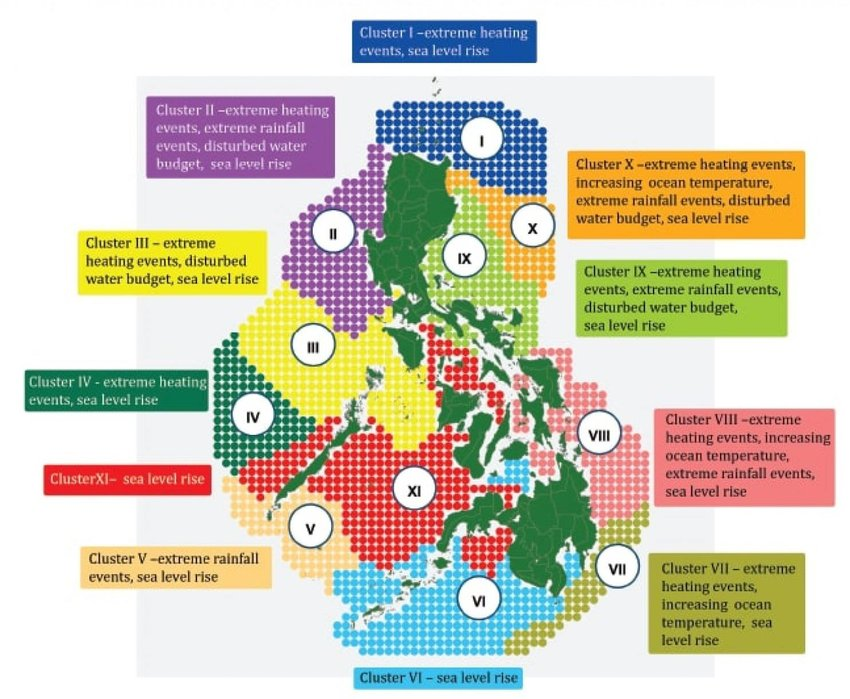 Cluster I –extreme heating
events, sea level rise
Cluster II –extreme heating
events, extreme rainfall
events, disturbed water
budget, sea level rise
Cluster X –extreme heating events,
increasing ocean temperature,
extreme rainfall events, disturbed
water budget, sea level rise
Cluster III – extreme
heating events, disturbed
water budget, sea level rise
Cluster IX –extreme heating
events, extreme rainfall events,
disturbed water budget,
sea level rise
Cluster IV - extreme heating
events, sea level rise
Cluster VIII –extreme
heating events, increasing
ocean temperature,
extreme rainfall events,
sea level rise
ClusterXI– sea level rise
Cluster V –extreme rainfall
events, sea level rise
Cluster VII – extreme
heating events,
increasing ocean
temperature, sea
level rise
Cluster VI – sea level rise
I
II
X
IX
III
IV
VIII
XI
V
VII
VI